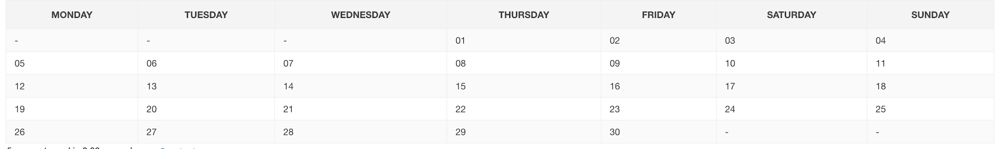 MONDAY TUESDAY WEDNESDAY THURSDAY FRIDAY SATURDAY SUNDAY
- - - 01 02 03 04
05 06 07 08 09 10 11
12 13 14 15 16 17 18
19 20 21 22 23 24 25
26 27 28 29 30 - -